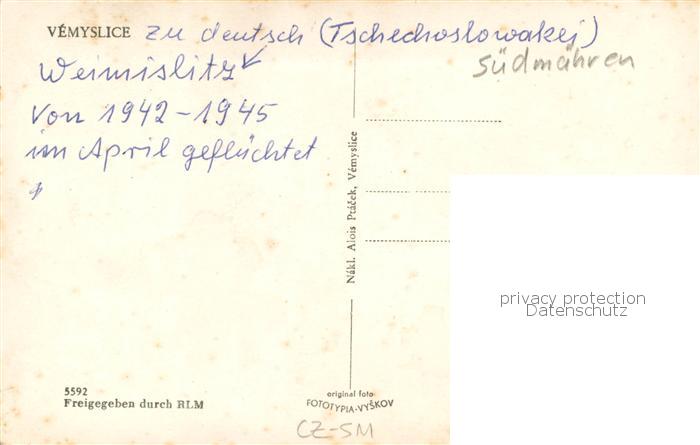 VÉMYSLICE zu deutsch (Tschechoslowakej)
Weimislitz
Südmähren
Von 1942-1945
im April geflüchtet
Nákl. Alois Ptáček, Vémyslice
privacy protection
Datenschutz
5592
Freigegeben durch RLM
original foto
FOTOTYPIA-VYŠKOV
CZ-SM